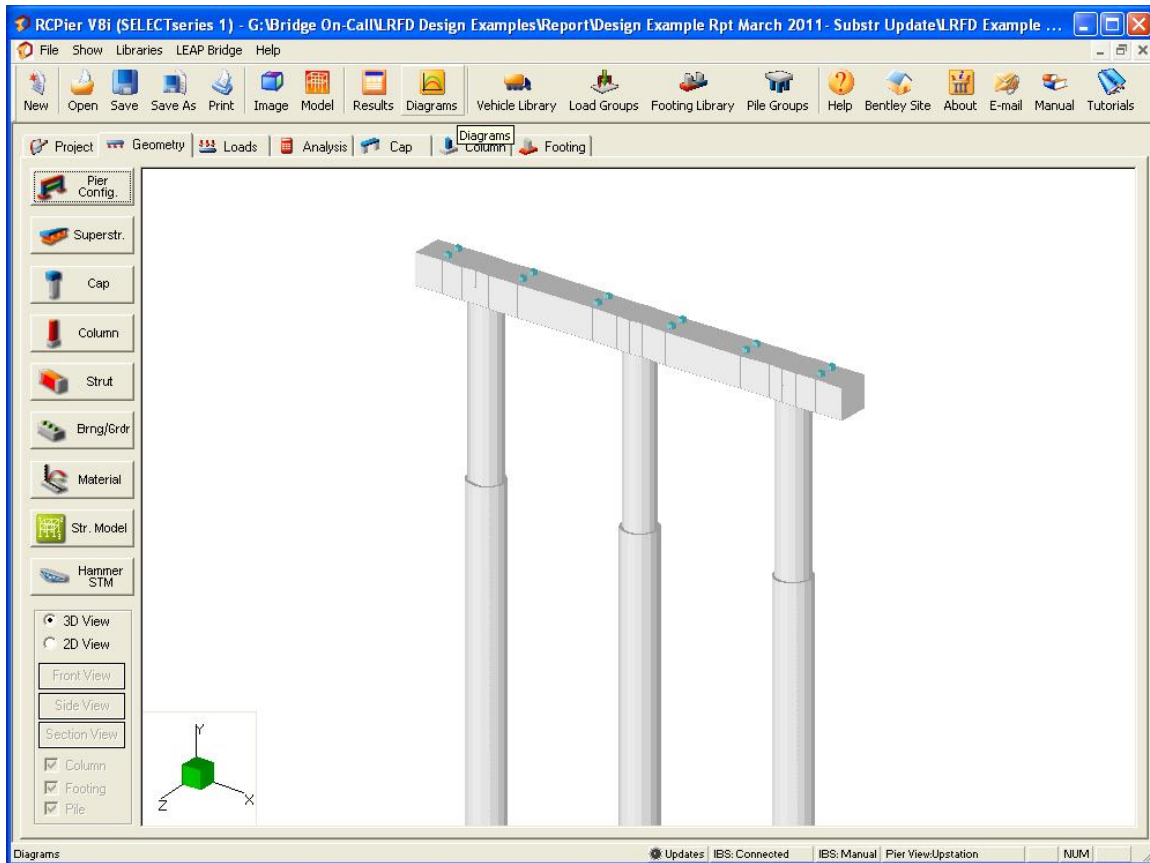 RCPier V8i (SELECTseries 1) - G:\Bridge On-Call\LRFD Design Examples\Report\Design Example Rpt March 2011- Substr Update\LRFD Example ...
File Show Libraries LEAP Bridge Help
New Open Save Save As Print Image Model Results Diagrams Vehicle Library Load Groups Footing Library Pile Groups Help Bentley Site About E-mail Manual Tutorials
Diagrams
Project Geometry Loads Analysis Cap Column Footing
Pier Config.
Superstr.
Cap
Column
Strut
Brng/Grdr
Material
Str. Model
Hammer STM
3D View
2D View
Front View
Side View
Section View
Column
Footing
Pile
Y
Z X
Diagrams Updates IBS: Connected IBS: Manual Pier View:Upstation NUM